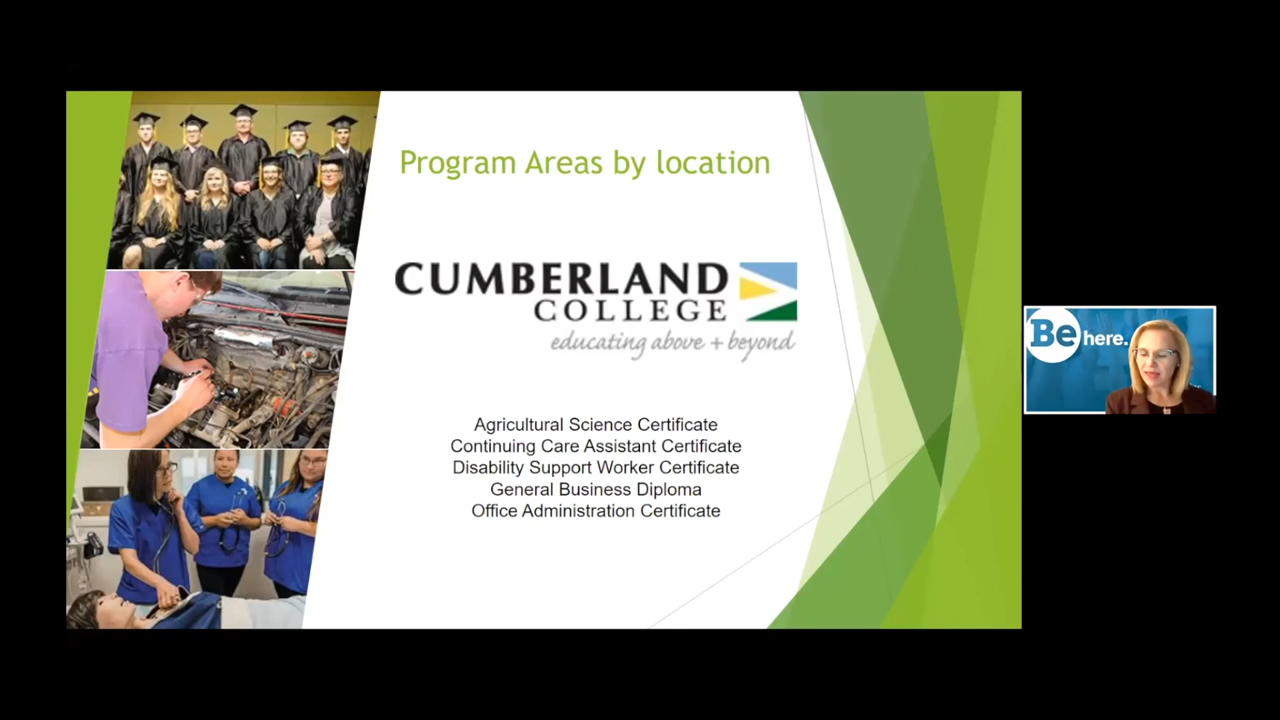 Program Areas by location
CUMBERLAND
COLLEGE
educating above + beyond
Agricultural Science Certificate
Continuing Care Assistant Certificate
Disability Support Worker Certificate
General Business Diploma
Office Administration Certificate
Be here.